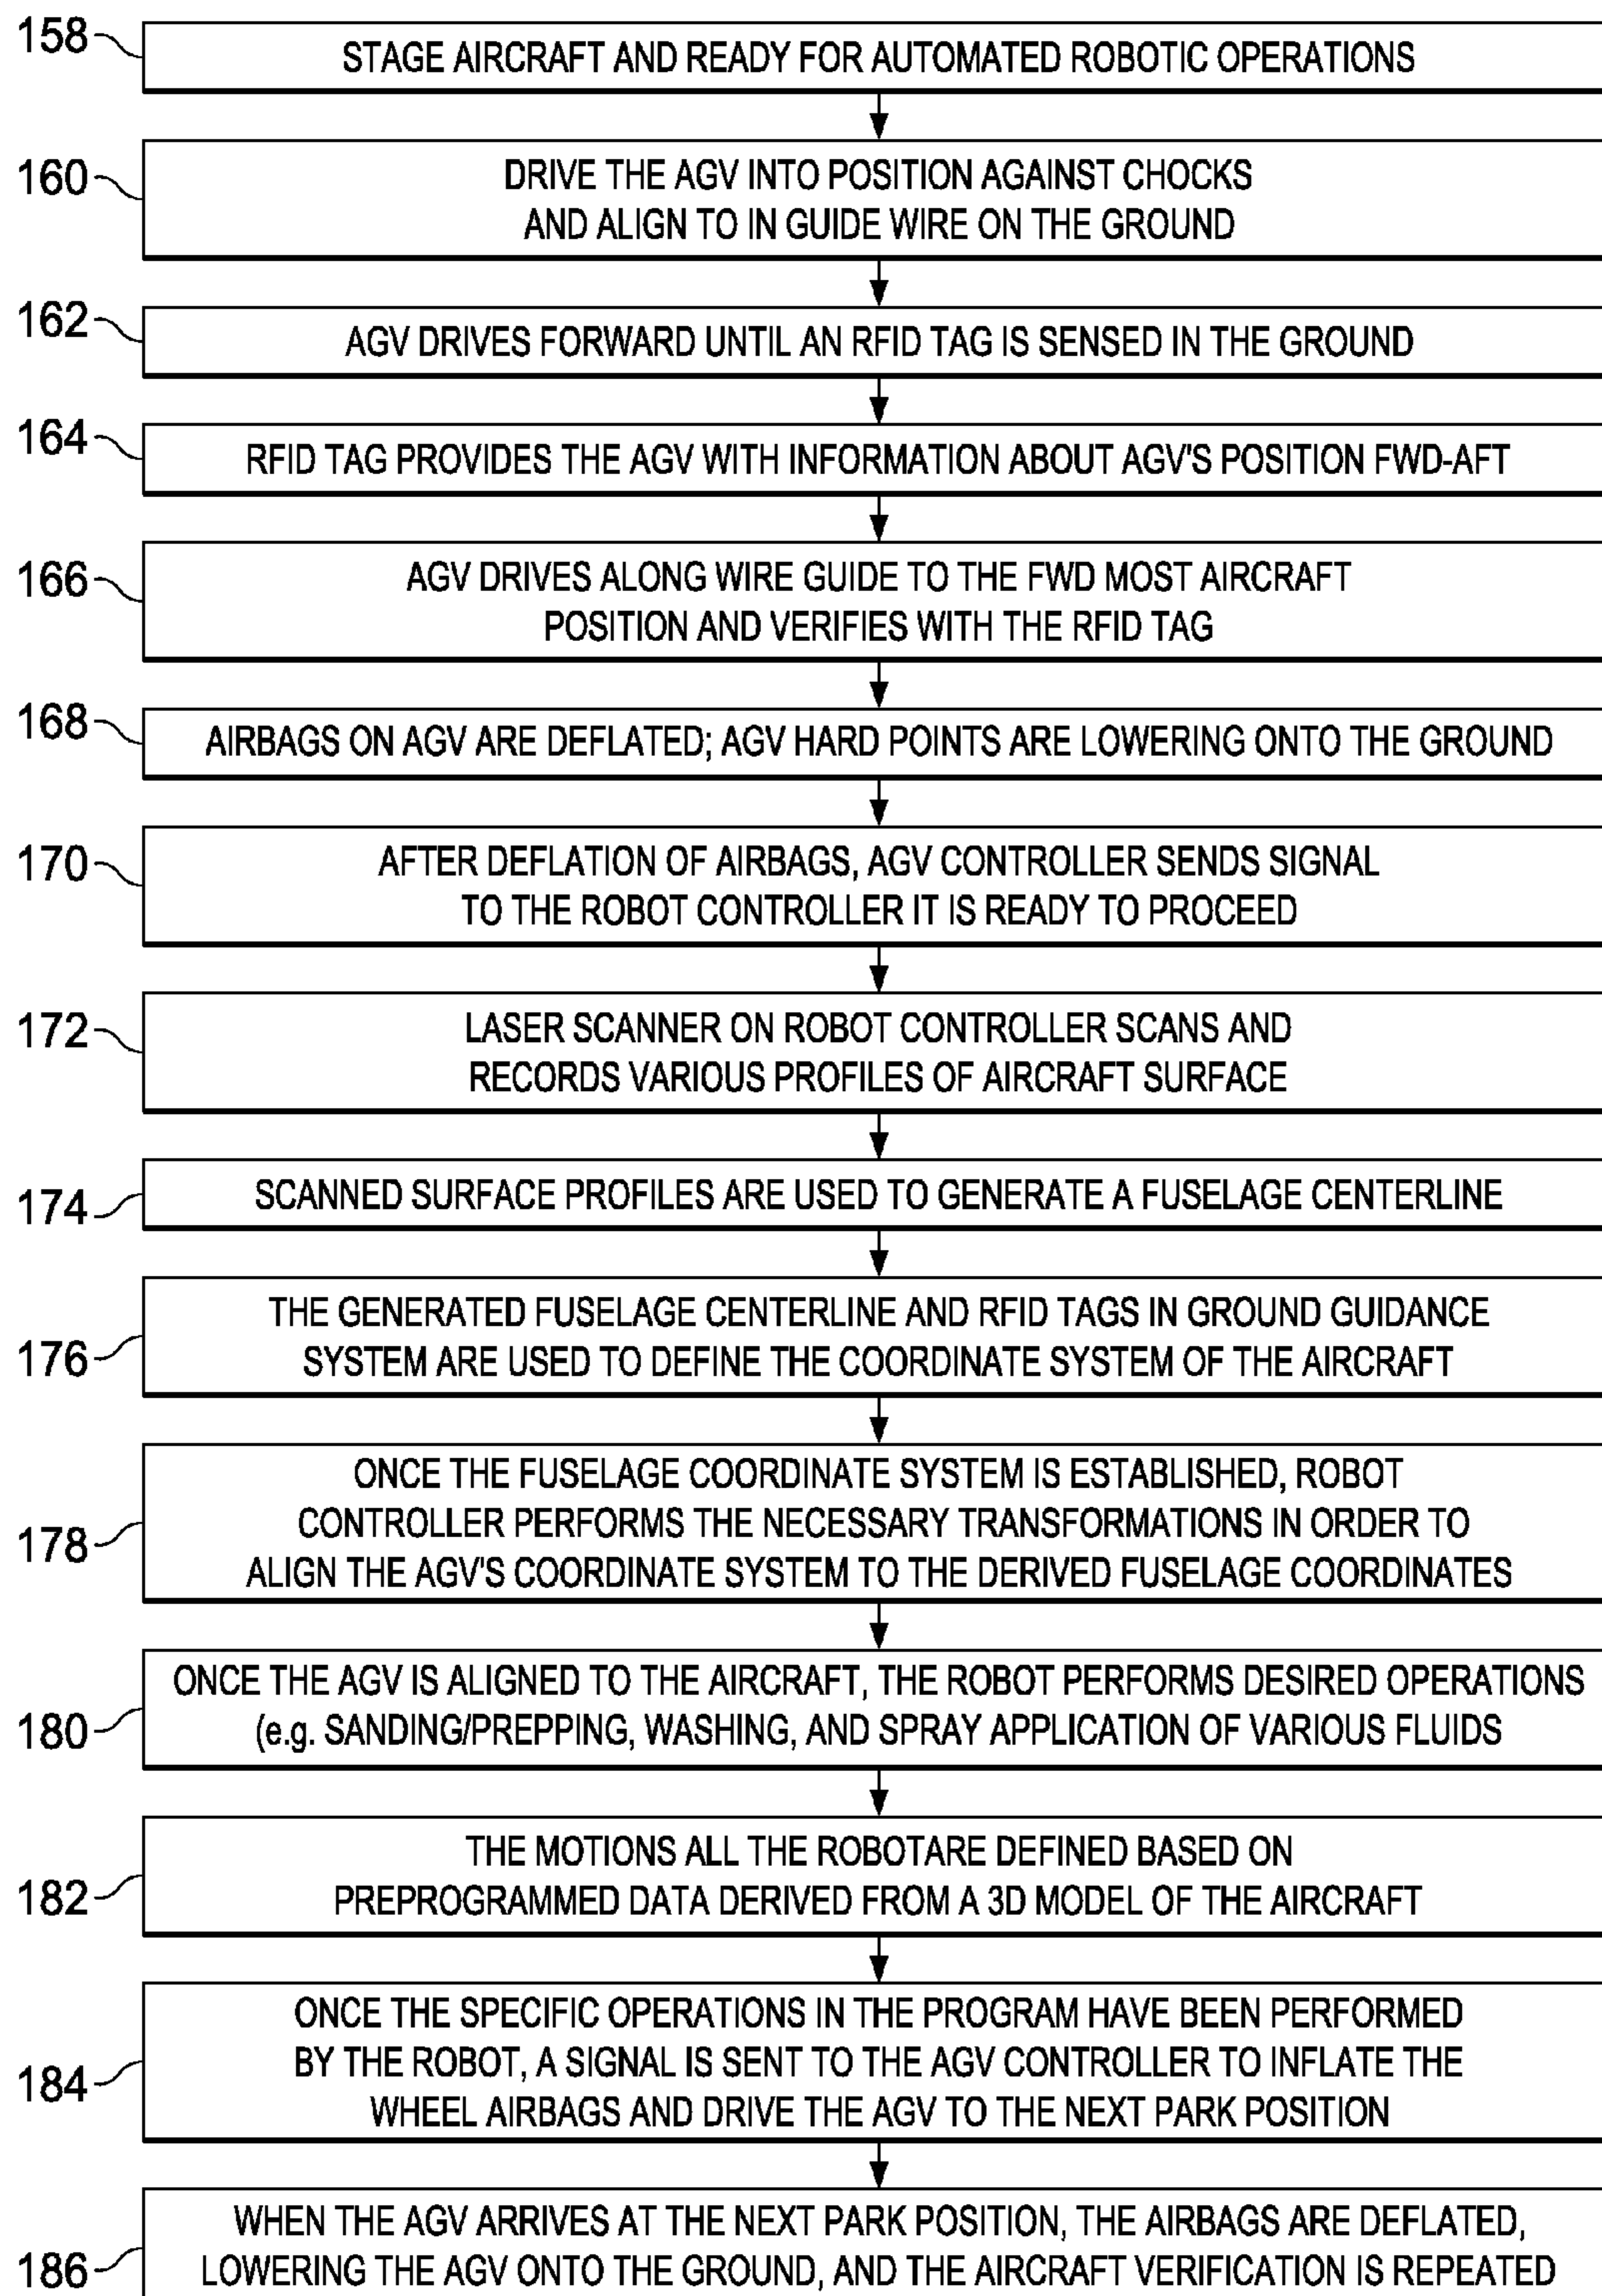 158
STAGE AIRCRAFT AND READY FOR AUTOMATED ROBOTIC OPERATIONS
160
DRIVE THE AGV INTO POSITION AGAINST CHOCKS
AND ALIGN TO IN GUIDE WIRE ON THE GROUND
162
AGV DRIVES FORWARD UNTIL AN RFID TAG IS SENSED IN THE GROUND
164
RFID TAG PROVIDES THE AGV WITH INFORMATION ABOUT AGV'S POSITION FWD-AFT
166
AGV DRIVES ALONG WIRE GUIDE TO THE FWD MOST AIRCRAFT
POSITION AND VERIFIES WITH THE RFID TAG
168
AIRBAGS ON AGV ARE DEFLATED; AGV HARD POINTS ARE LOWERING ONTO THE GROUND
170
AFTER DEFLATION OF AIRBAGS, AGV CONTROLLER SENDS SIGNAL
TO THE ROBOT CONTROLLER IT IS READY TO PROCEED
172
LASER SCANNER ON ROBOT CONTROLLER SCANS AND
RECORDS VARIOUS PROFILES OF AIRCRAFT SURFACE
174
SCANNED SURFACE PROFILES ARE USED TO GENERATE A FUSELAGE CENTERLINE
176
THE GENERATED FUSELAGE CENTERLINE AND RFID TAGS IN GROUND GUIDANCE
SYSTEM ARE USED TO DEFINE THE COORDINATE SYSTEM OF THE AIRCRAFT
178
ONCE THE FUSELAGE COORDINATE SYSTEM IS ESTABLISHED, ROBOT
CONTROLLER PERFORMS THE NECESSARY TRANSFORMATIONS IN ORDER TO
ALIGN THE AGV'S COORDINATE SYSTEM TO THE DERIVED FUSELAGE COORDINATES
180
ONCE THE AGV IS ALIGNED TO THE AIRCRAFT, THE ROBOT PERFORMS DESIRED OPERATIONS
(e.g. SANDING/PREPPING, WASHING, AND SPRAY APPLICATION OF VARIOUS FLUIDS
182
THE MOTIONS ALL THE ROBOTARE DEFINED BASED ON
PREPROGRAMMED DATA DERIVED FROM A 3D MODEL OF THE AIRCRAFT
184
ONCE THE SPECIFIC OPERATIONS IN THE PROGRAM HAVE BEEN PERFORMED
BY THE ROBOT, A SIGNAL IS SENT TO THE AGV CONTROLLER TO INFLATE THE
WHEEL AIRBAGS AND DRIVE THE AGV TO THE NEXT PARK POSITION
186
WHEN THE AGV ARRIVES AT THE NEXT PARK POSITION, THE AIRBAGS ARE DEFLATED,
LOWERING THE AGV ONTO THE GROUND, AND THE AIRCRAFT VERIFICATION IS REPEATED